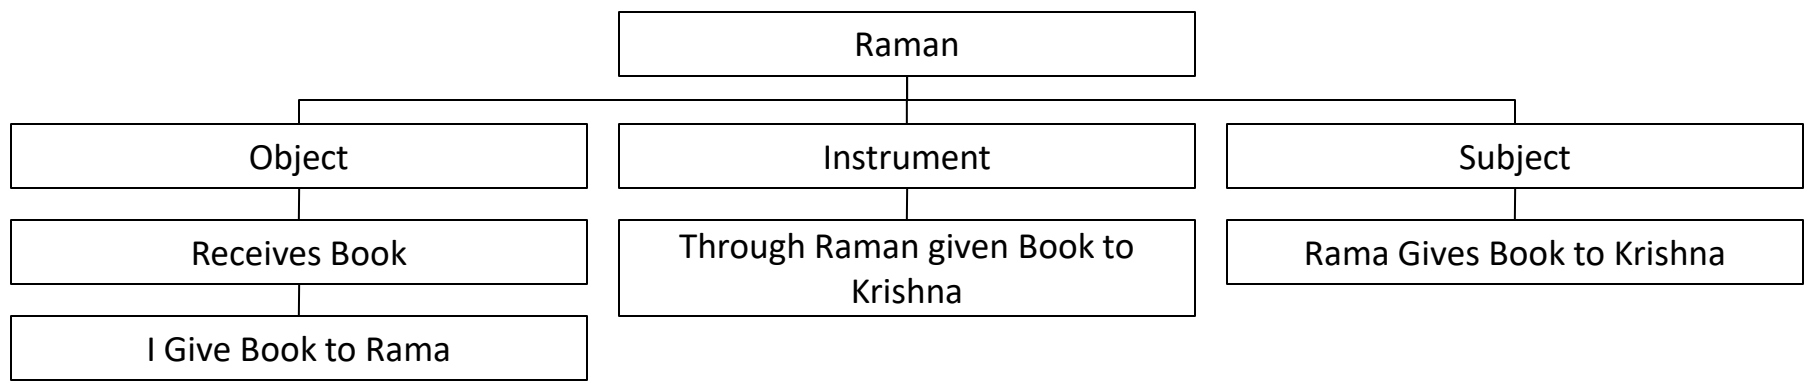 Raman
Object
Instrument
Subject
Receives Book
Through Raman given Book to
Krishna
Rama Gives Book to Krishna
I Give Book to Rama